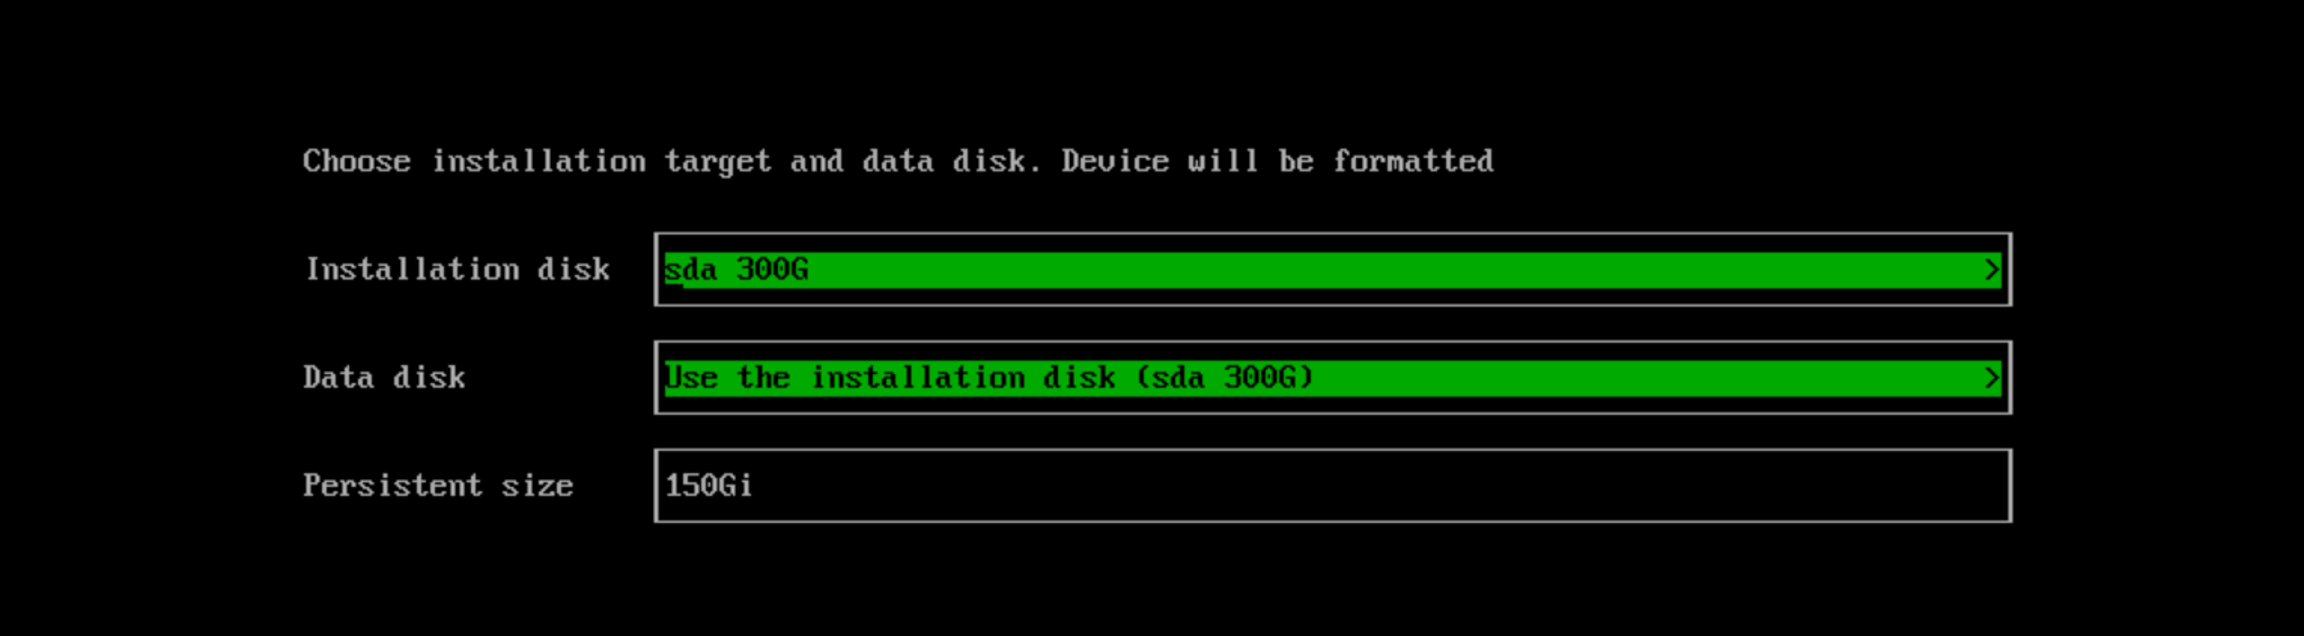 Choose installation target and data disk. Device will be formatted
Installation disk sda 300G >
Data disk Use the installation disk (sda 300G) >
Persistent size 150Gi